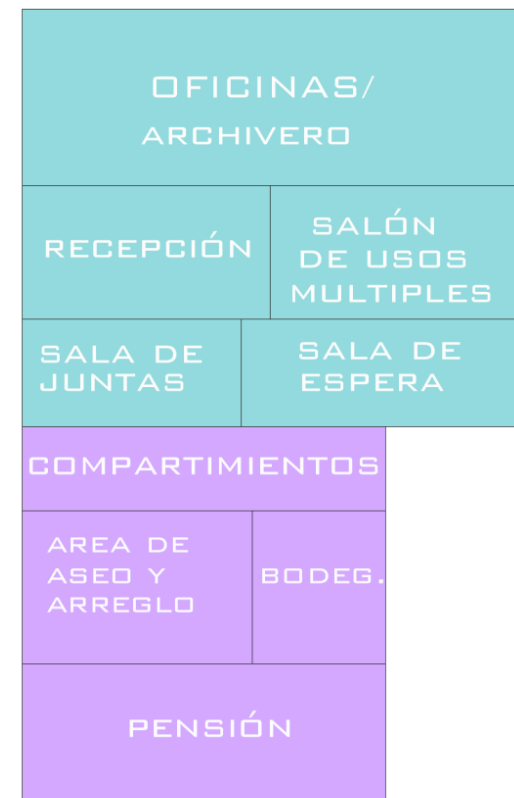 OFICINAS/
ARCHIVERO
RECEPCIÓN
SALÓN
DE USOS
MULTIPLES
SALA DE
JUNTAS
SALA DE
ESPERA
COMPARTIMIENTOS
AREA DE
ASEO Y
ARREGLO
BODEG.
PENSIÓN